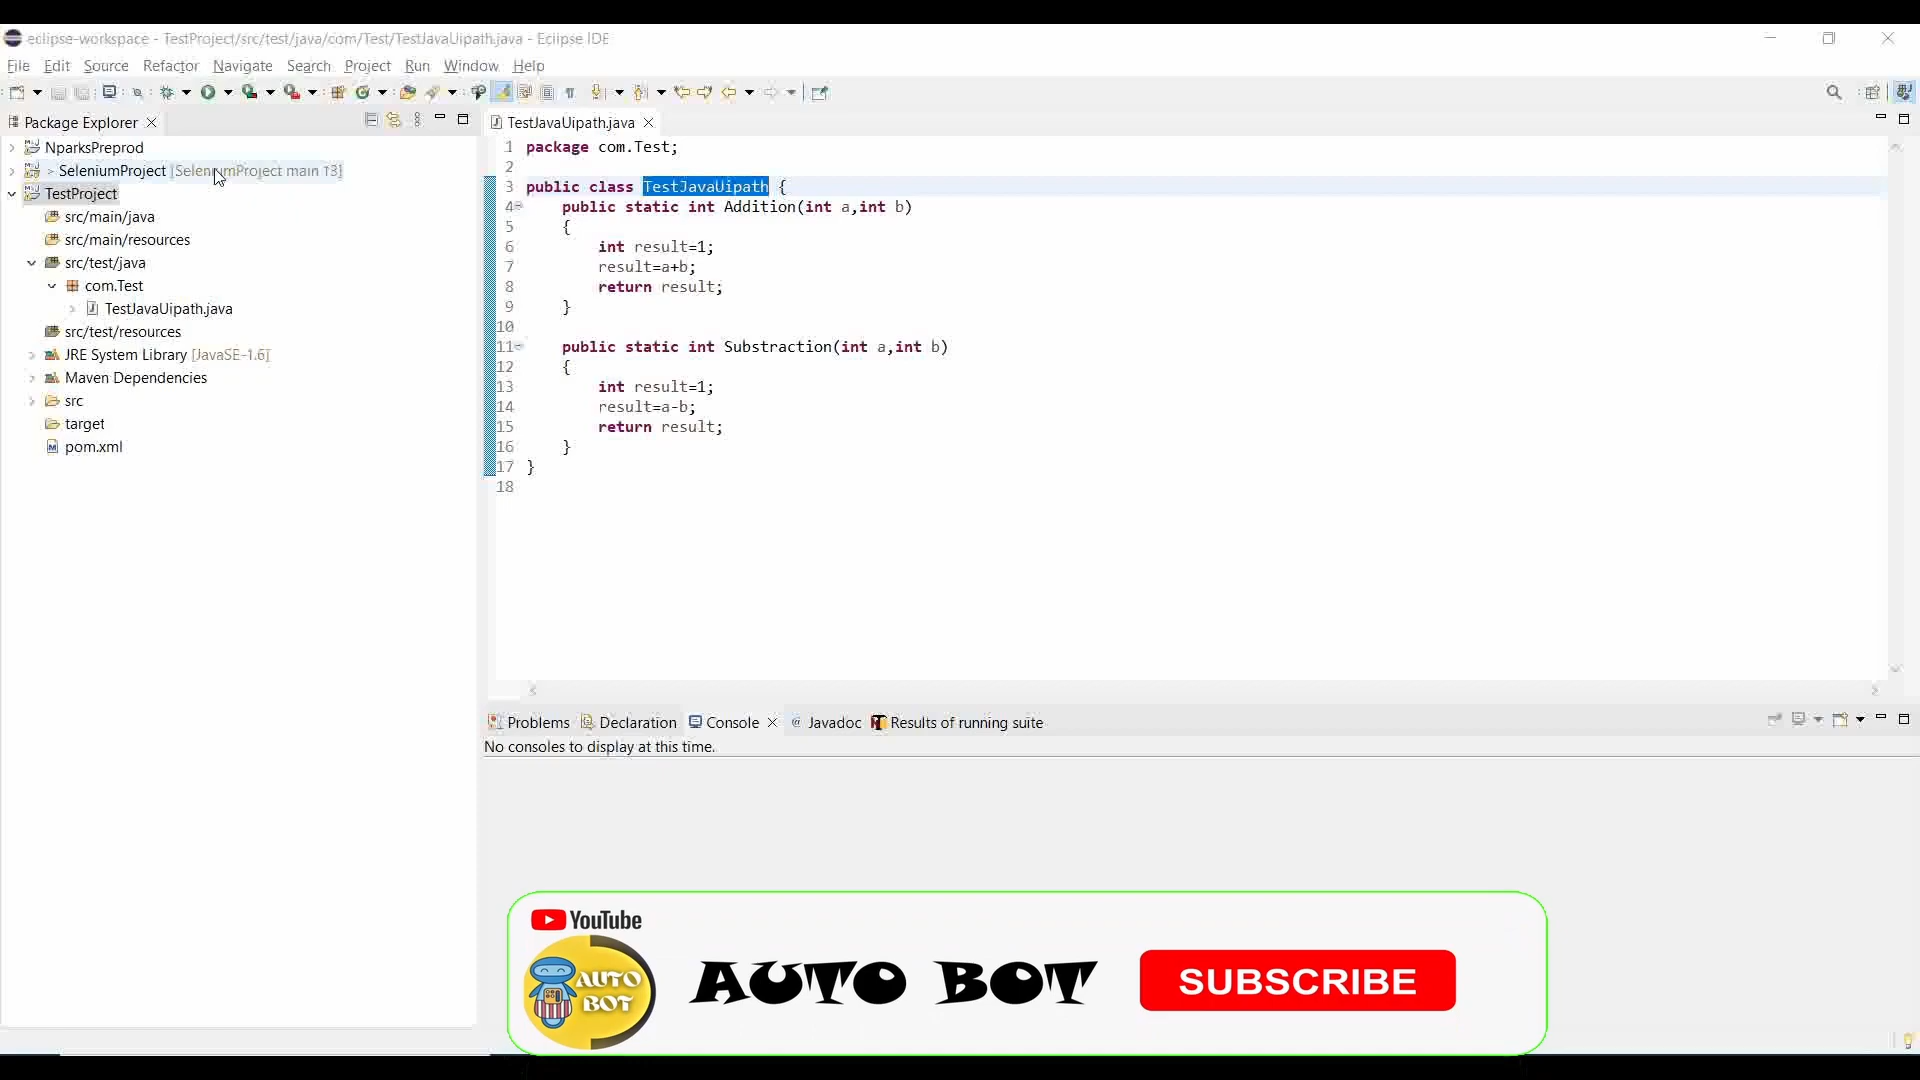 eclipse-workspace - TestProject/src/test/java/com/Test/TestJavaUipath.java - Eclipse IDE
File Edit Source Refactor Navigate Search Project Run Window Help
Package Explorer
NparksPreprod
> SeleniumProject [SeleniumProject main ↑3]
TestProject
src/main/java
src/main/resources
src/test/java
com.Test
TestJavaUipath.java
src/test/resources
JRE System Library [JavaSE-1.6]
Maven Dependencies
src
target
pom.xml
TestJavaUipath.java
1 package com.Test;
2
3 public class TestJavaUipath {
4 public static int Addition(int a,int b)
5 {
6 int result=1;
7 result=a+b;
8 return result;
9 }
10
11 public static int Substraction(int a,int b)
12 {
13 int result=1;
14 result=a-b;
15 return result;
16 }
17 }
18
Problems Declaration Console Javadoc Results of running suite
No consoles to display at this time.
YouTube
AUTO BOT
AUTO BOT SUBSCRIBE